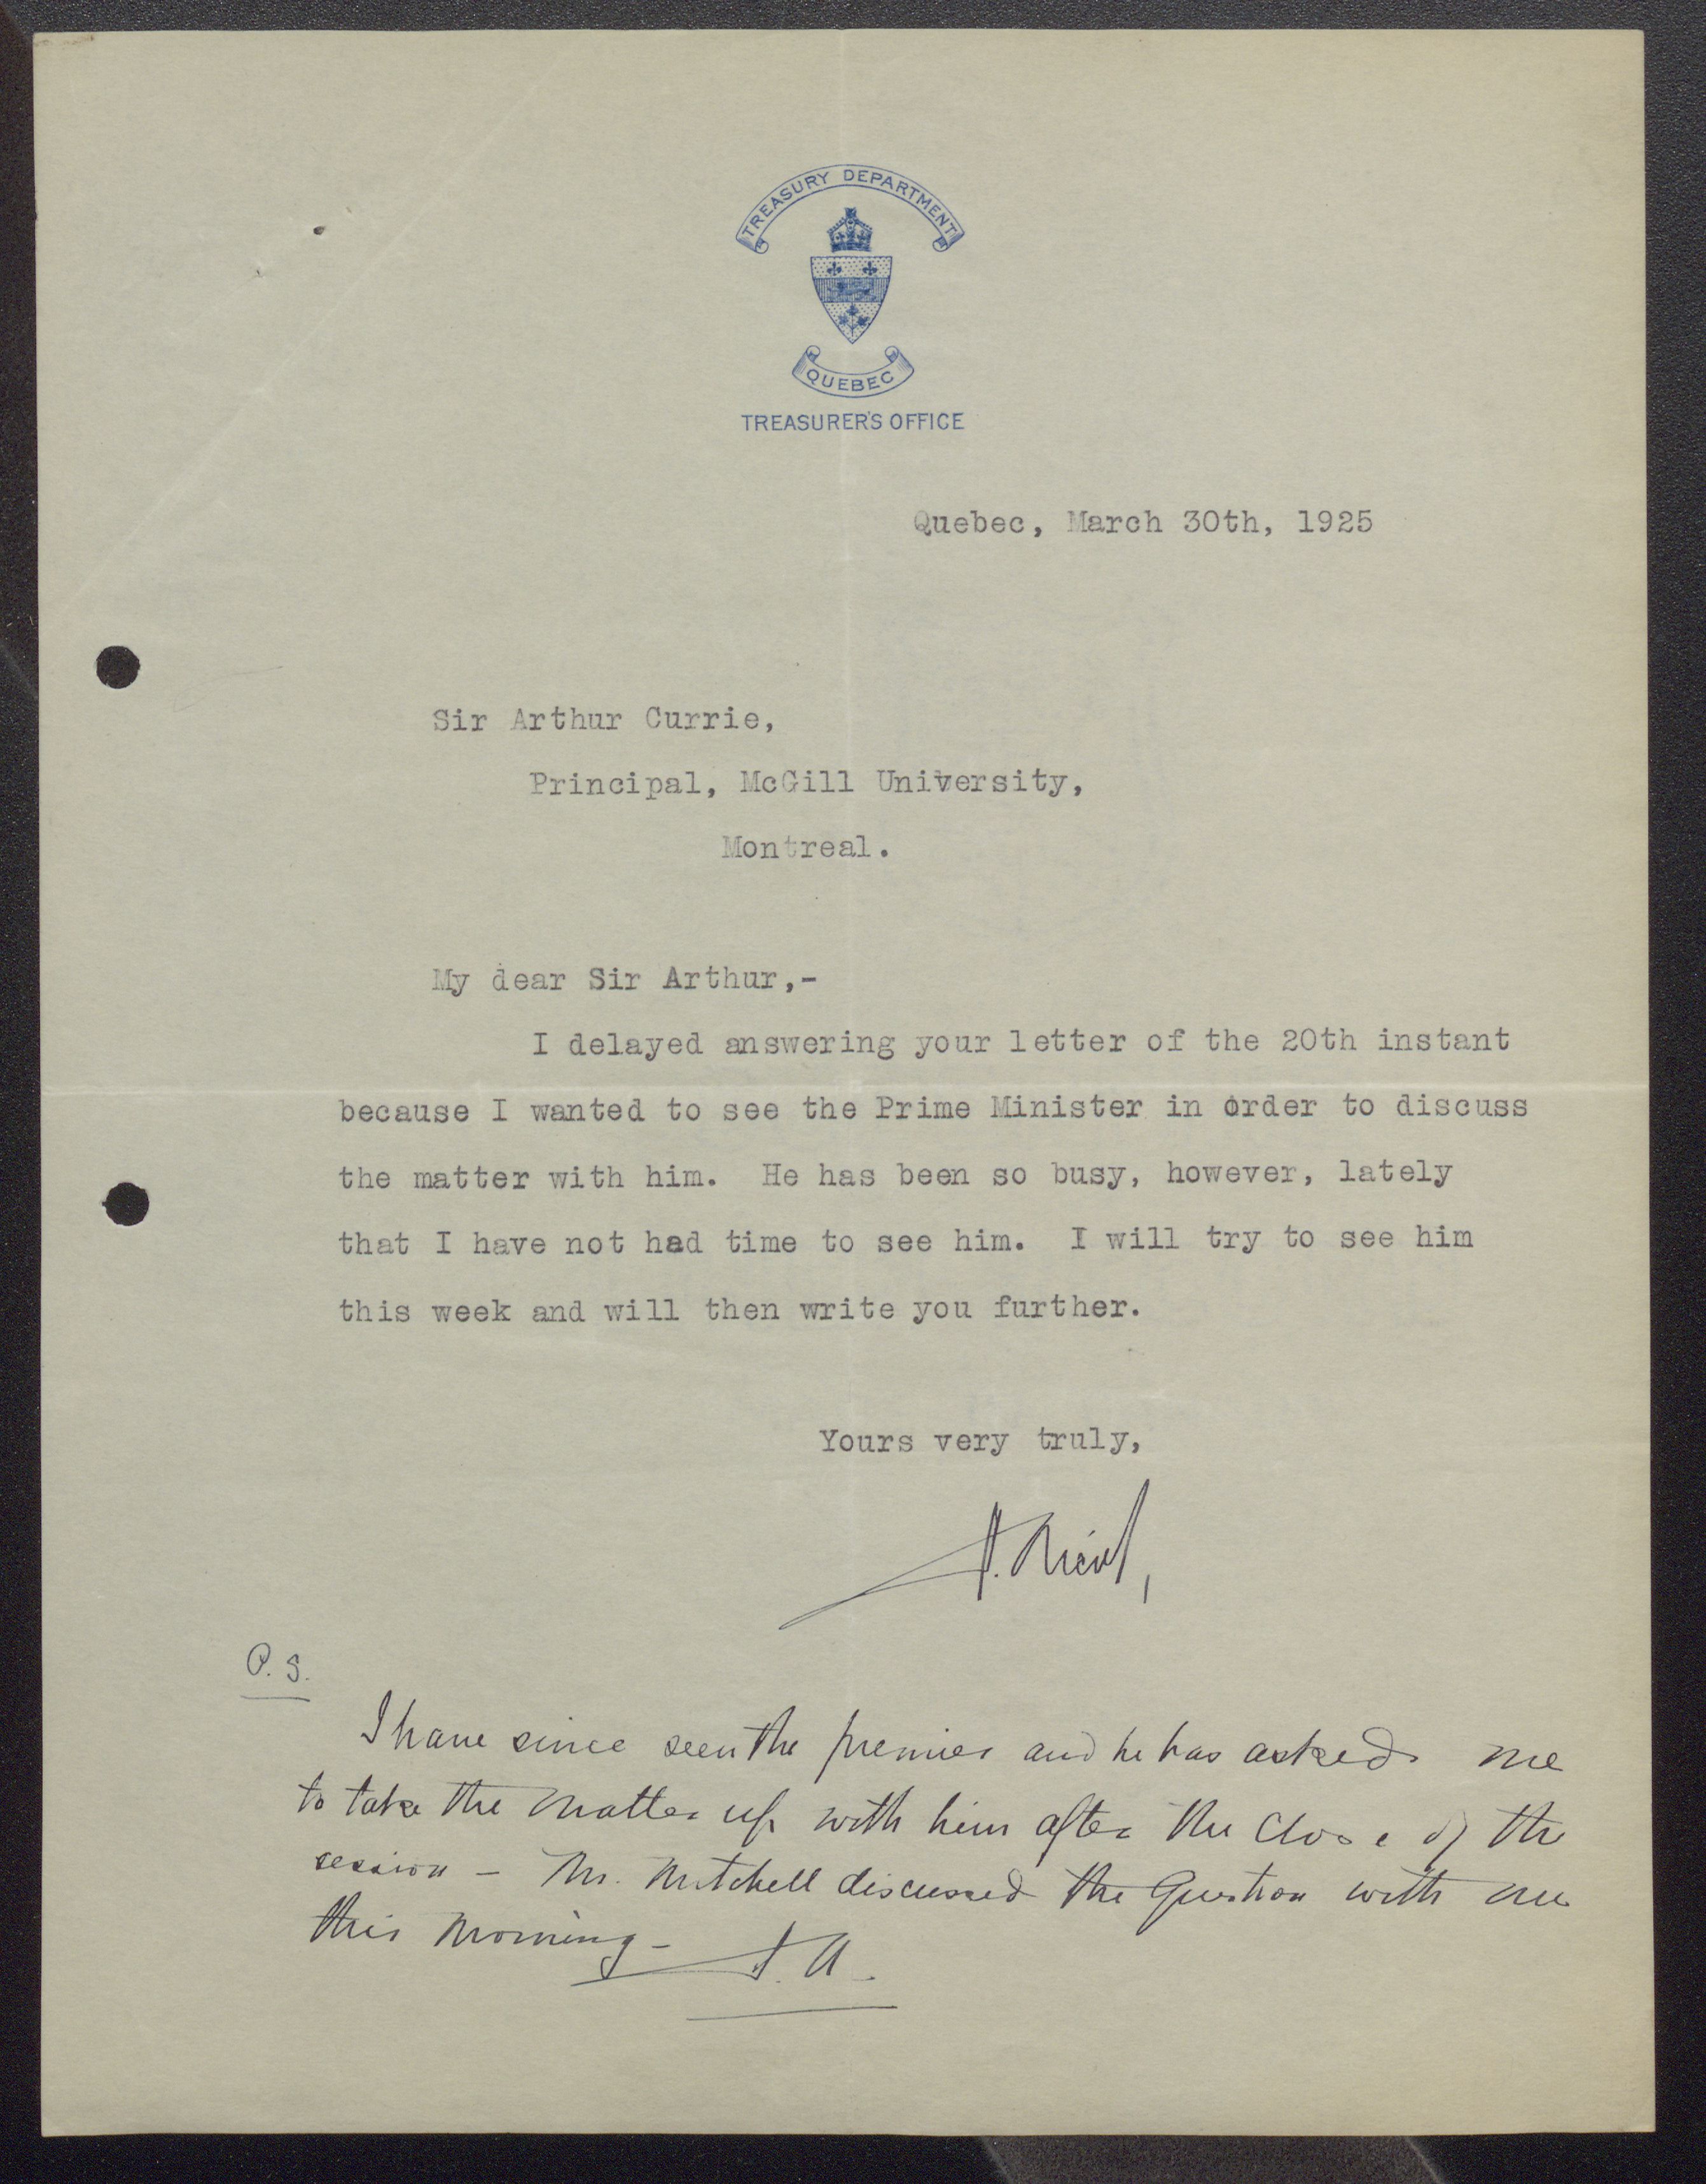 TREASURY DEPARTMENT
QUEBEC
TREASURER'S OFFICE
Quebec, March 30th, 1925
Sir Arthur Currie,
Principal, McGill University,
Montreal.
My dear Sir Arthur,-
I delayed answering your letter of the 20th instant
because I wanted to see the Prime Minister in order to discuss
the matter with him. He has been so busy, however, lately
that I have not had time to see him. I will try to see him
this week and will then write you further.
Yours very truly,
Nicol,
P.S.
I have since seen the premier and he has asked me
to take the matter up with him after the close of the
session - Mr. Mitchell discussed the question with me
this morning -